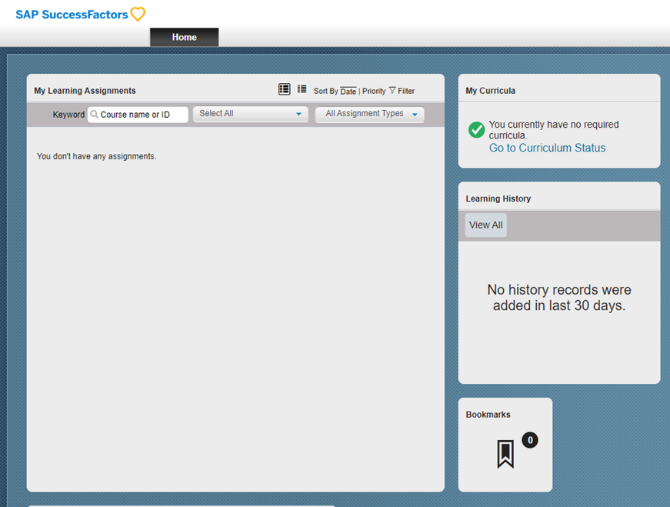 SAP SuccessFactors
Home
My Learning Assignments
Sort By Date | Priority Filter
Keyword Course name or ID Select All All Assignment Types
You don't have any assignments.
My Curricula
You currently have no required
curricula.
Go to Curriculum Status
Learning History
View All
No history records were
added in last 30 days.
Bookmarks
0